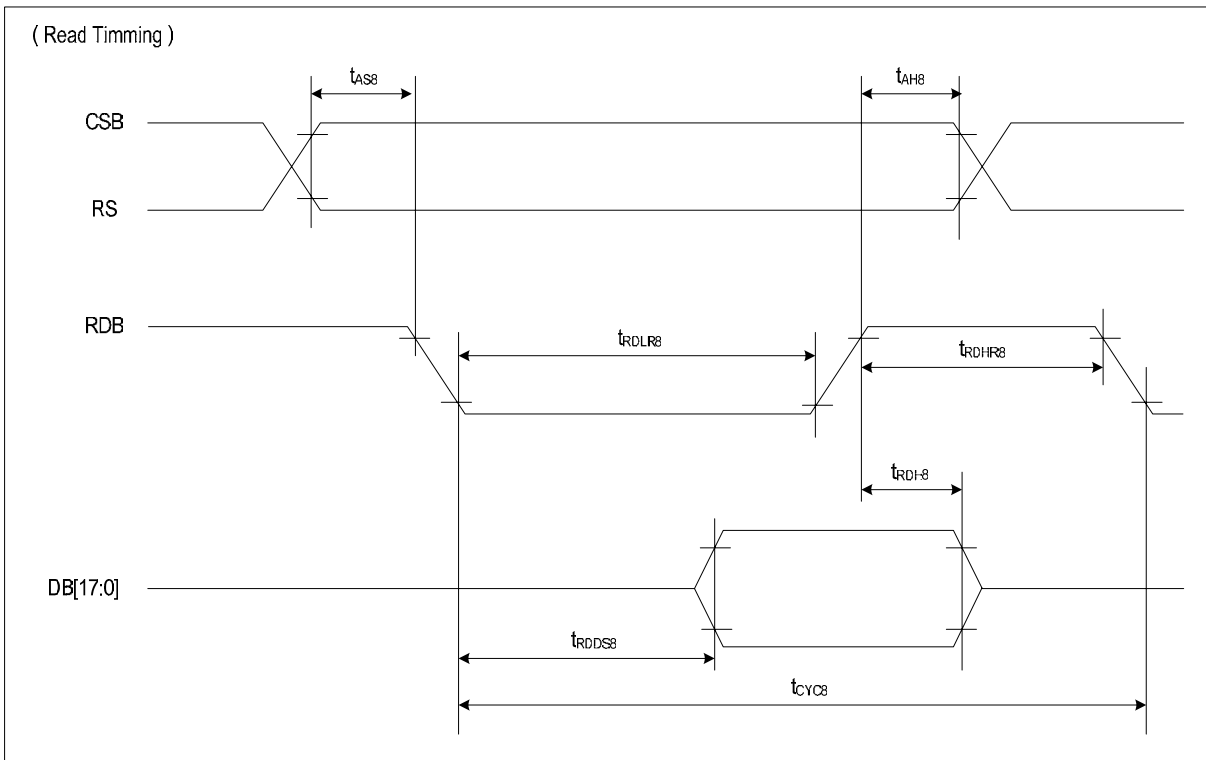 ( Read Timming )
tAS8
tAH8
CSB
RS
RDB
tRDLR8
tRDHR8
tRDH8
DB[17:0]
tRDDS8
tCYC8